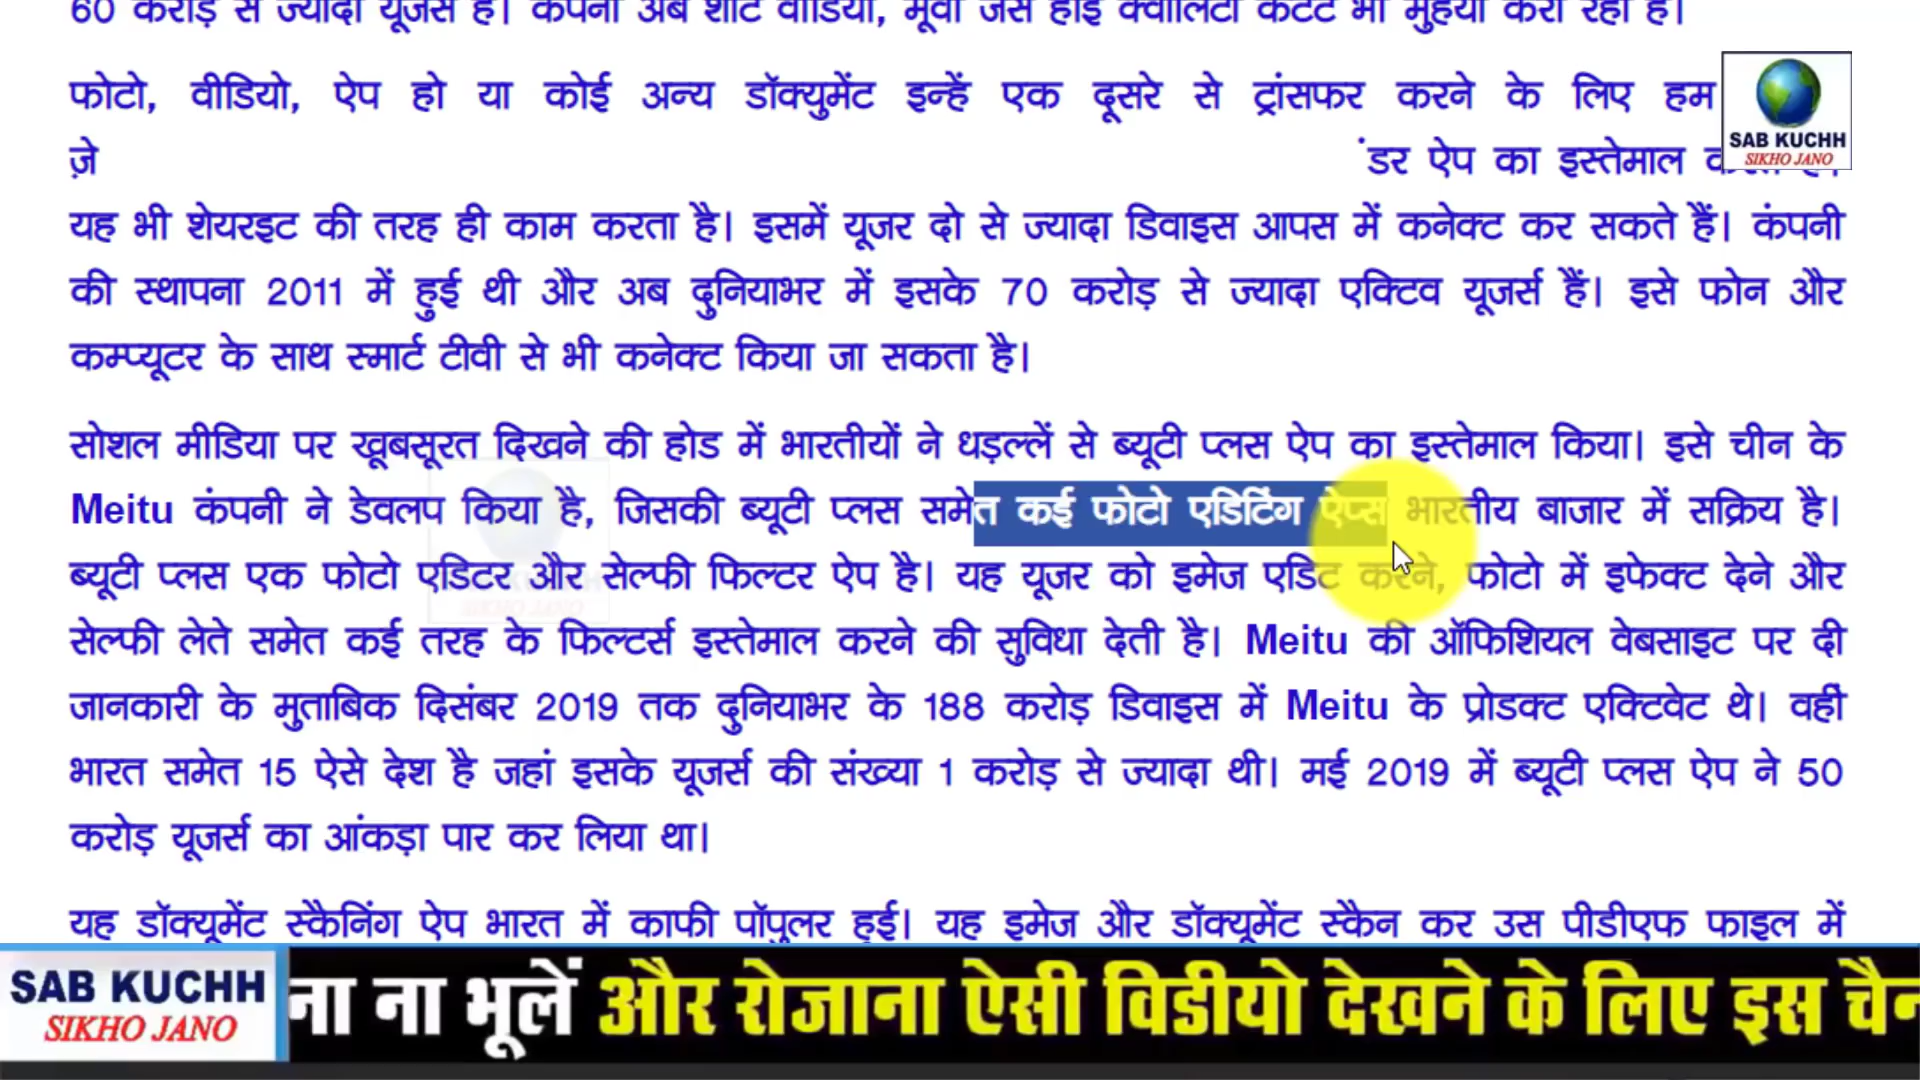 60 करोड़ से ज्यादा यूजर्स हैं। कंपनी अब शॉर्ट वीडियो, मूवी जैसे हाई क्वालिटी कंटेंट भी मुहैया करा रही है।
फोटो, वीडियो, ऐप हो या कोई अन्य डॉक्युमेंट इन्हें एक दूसरे से ट्रांसफर करने के लिए हम
SAB KUCHH
SIKHO JANO
ज़े ंडर ऐप का इस्तेमाल
यह भी शेयरइट की तरह ही काम करता है। इसमें यूजर दो से ज्यादा डिवाइस आपस में कनेक्ट कर सकते हैं। कंपनी
की स्थापना 2011 में हुई थी और अब दुनियाभर में इसके 70 करोड़ से ज्यादा एक्टिव यूजर्स हैं। इसे फोन और
कम्प्यूटर के साथ स्मार्ट टीवी से भी कनेक्ट किया जा सकता है।
सोशल मीडिया पर खूबसूरत दिखने की होड में भारतीयों ने धड़ल्लें से ब्यूटी प्लस ऐप का इस्तेमाल किया। इसे चीन के
Meitu कंपनी ने डेवलप किया है, जिसकी ब्यूटी प्लस समेत कई फोटो एडिटिंग ऐप्स भारतीय बाजार में सक्रिय है।
ब्यूटी प्लस एक फोटो एडिटर और सेल्फी फिल्टर ऐप है। यह यूजर को इमेज एडिट करने, फोटो में इफेक्ट देने और
सेल्फी लेते समेत कई तरह के फिल्टर्स इस्तेमाल करने की सुविधा देती है। Meitu की ऑफिशियल वेबसाइट पर दी
जानकारी के मुताबिक दिसंबर 2019 तक दुनियाभर के 188 करोड़ डिवाइस में Meitu के प्रोडक्ट एक्टिवेट थे। वहीं
भारत समेत 15 ऐसे देश है जहां इसके यूजर्स की संख्या 1 करोड़ से ज्यादा थी। मई 2019 में ब्यूटी प्लस ऐप ने 50
करोड़ यूजर्स का आंकड़ा पार कर लिया था।
यह डॉक्यूमेंट स्कैनिंग ऐप भारत में काफी पॉपुलर हुई। यह इमेज और डॉक्यूमेंट स्कैन कर उस पीडीएफ फाइल में
SAB KUCHH
SIKHO JANO
ना ना भूलें और रोजाना ऐसी विडीयो देखने के लिए इस चैन